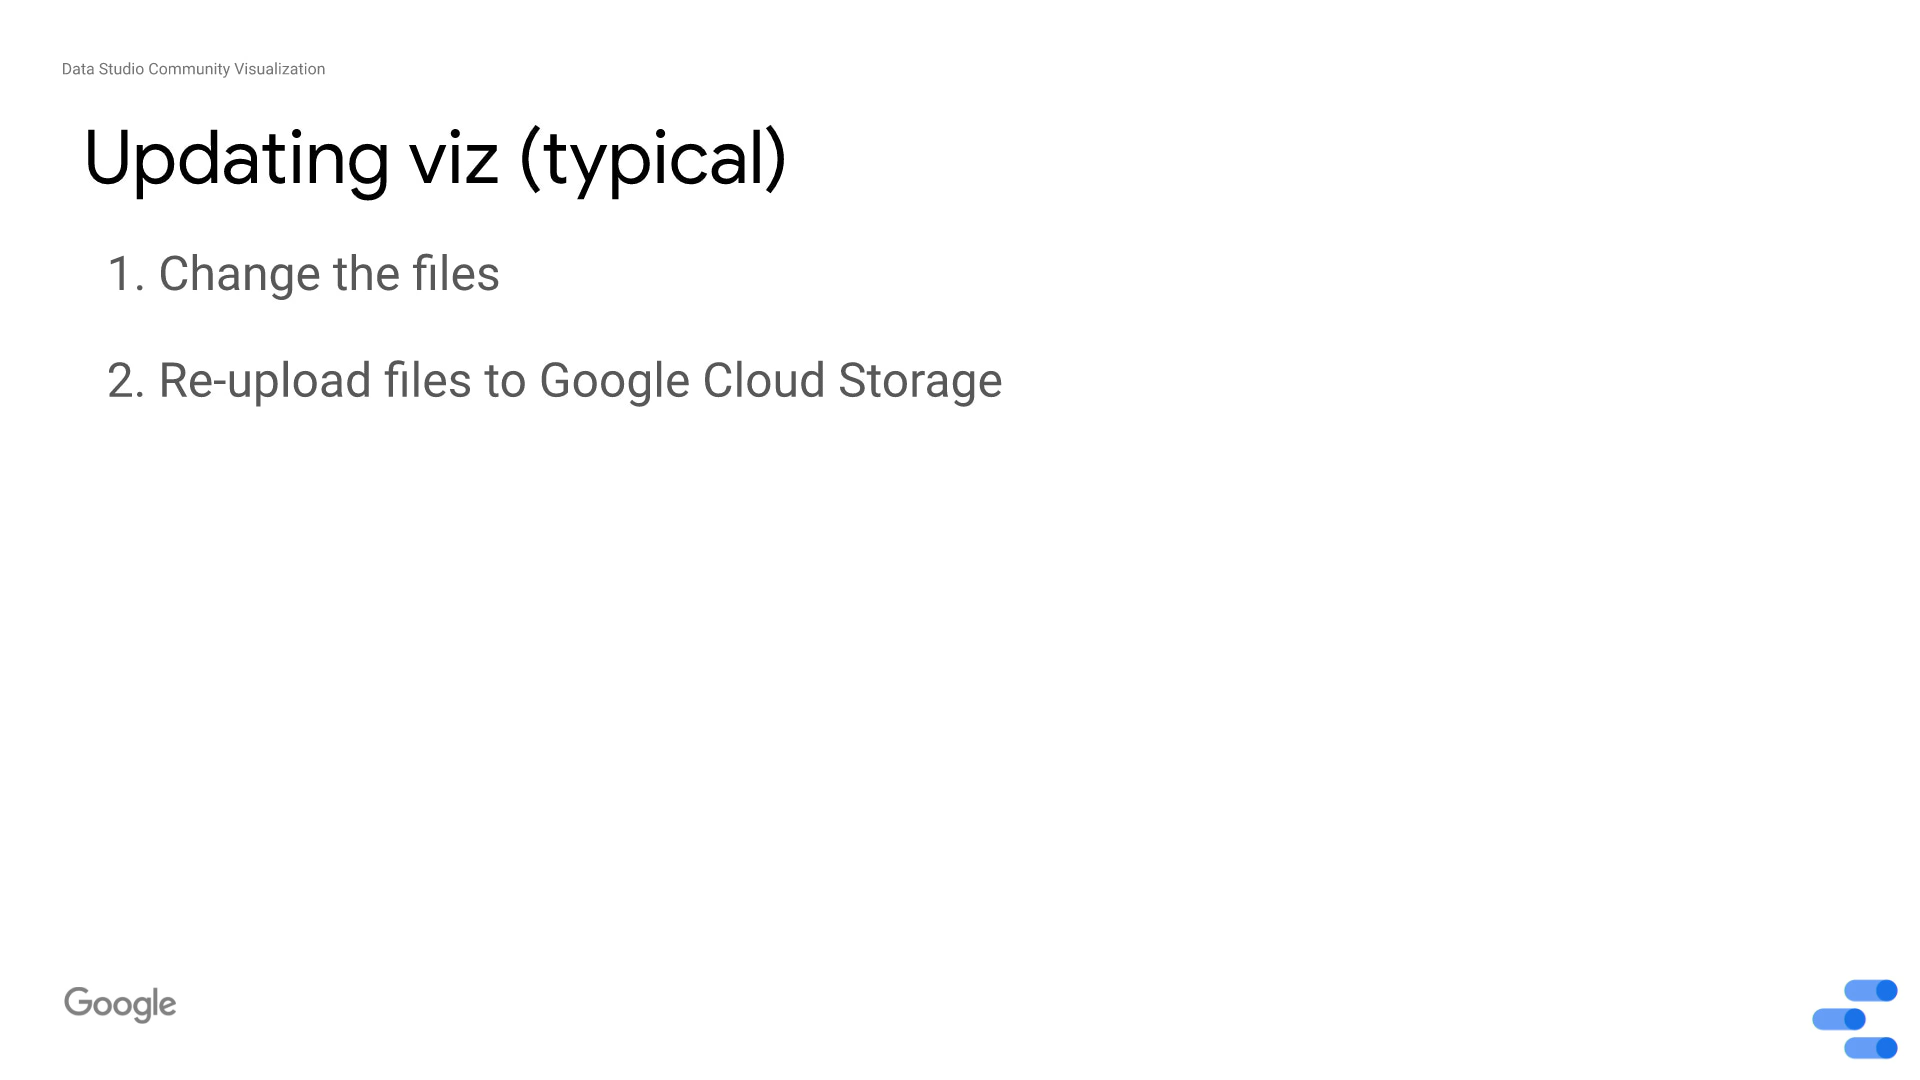 Data Studio Community Visualization
Updating viz (typical)
1. Change the files
2. Re-upload files to Google Cloud Storage
Google